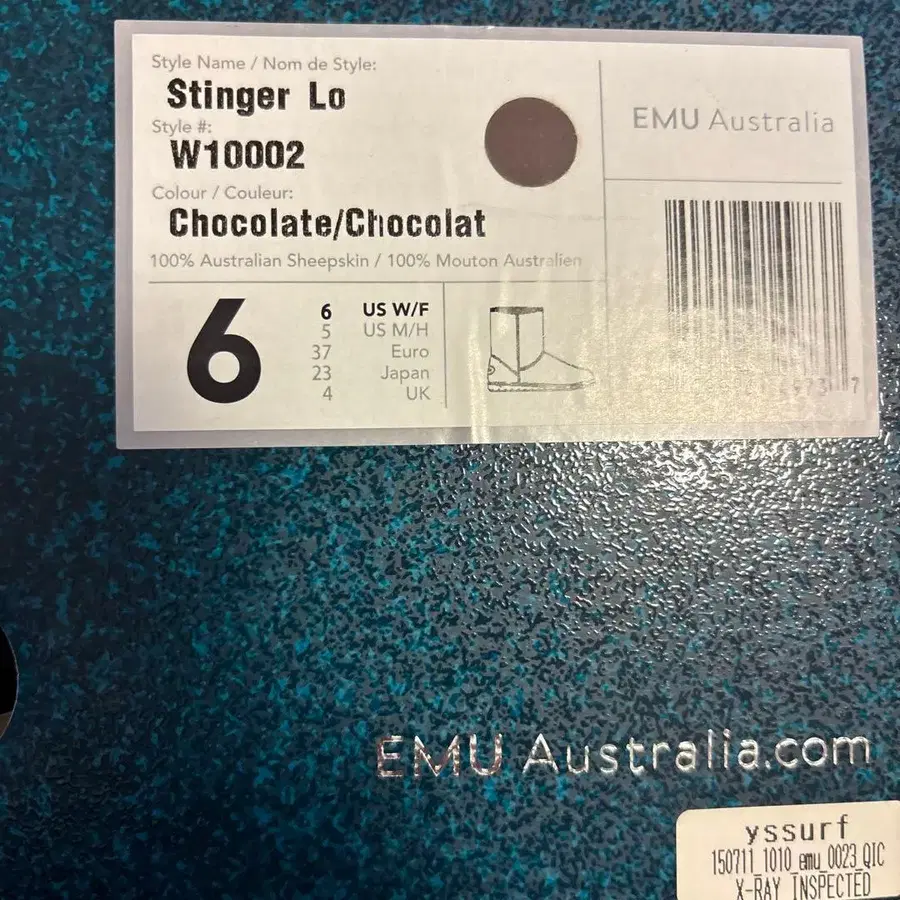 Style Name / Nom de Style:
Stinger Lo
Style #:
W10002
Colour / Couleur:
Chocolate/Chocolat
100% Australian Sheepskin / 100% Mouton Australien
EMU Australia
6
6 US W/F
5 US M/H
37 Euro
23 Japan
4 UK
EMU Australia.com
yssurf
150711_1010_emu_0023_QIC
X-RAY INSPECTED